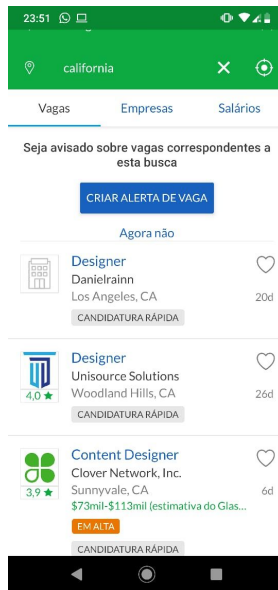 23:51
california
Vagas Empresas Salários
Seja avisado sobre vagas correspondentes a
esta busca
CRIAR ALERTA DE VAGA
Agora não
Designer
Danielrainn
Los Angeles, CA 20d
CANDIDATURA RÁPIDA
Designer
Unisource Solutions
4,0 ★ Woodland Hills, CA 26d
CANDIDATURA RÁPIDA
Content Designer
Clover Network, Inc.
3,9 ★ Sunnyvale, CA 6d
$73mil-$113mil (estimativa do Glas...
EM ALTA
CANDIDATURA RÁPIDA